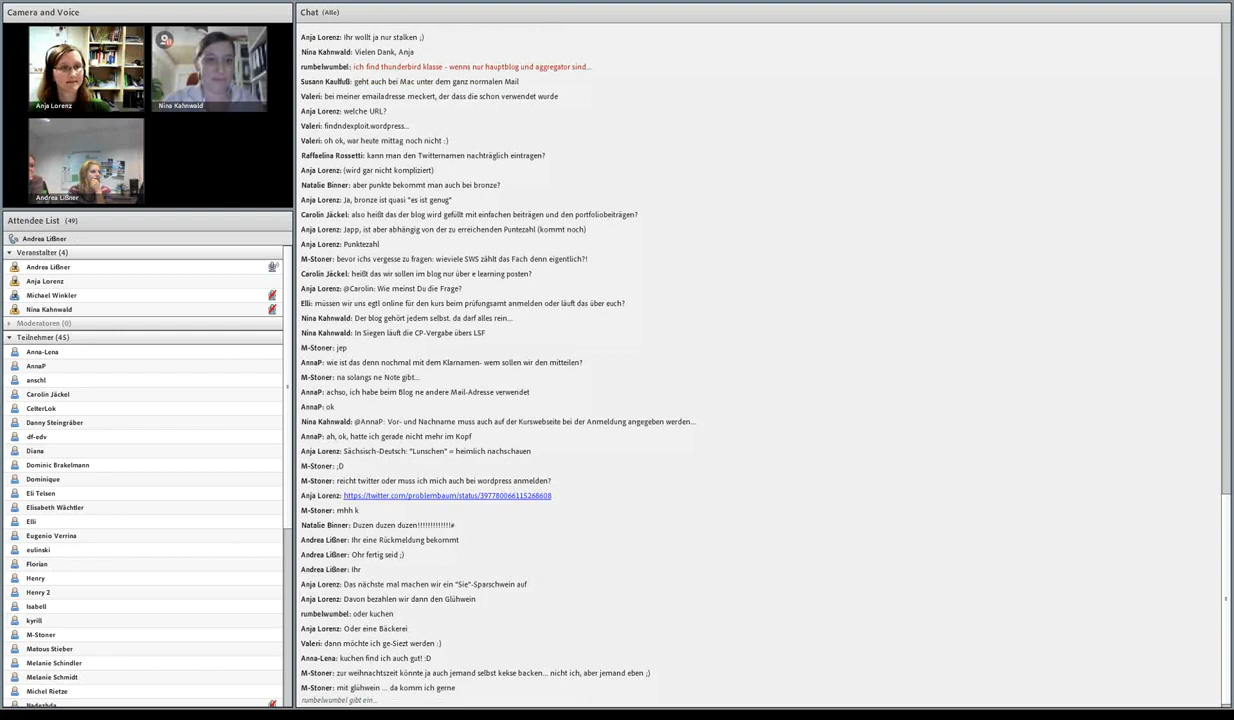 Camera and Voice
Anja Lorenz
Nina Kahnwald
Andrea Lißner
Attendee List (49)
Andrea Lißner
Veranstalter (4)
Andrea Lißner
Anja Lorenz
Michael Winkler
Nina Kahnwald
Moderatoren (0)
Teilnehmer (45)
Anna-Lena
AnnaP
anschl
Carolin Jäckel
CelterLok
Danny Steingräber
df-edv
Diana
Dominic Brakelmann
Dominique
Eli Telsen
Elisabeth Wächtler
Elli
Eugenio Verrina
eulinski
Florian
Henry
Henry 2
Isabell
kyrill
M-Stoner
Matous Stieber
Melanie Schindler
Melanie Schmidt
Michel Rietze
Nadezhda
Chat (Alle)
Anja Lorenz: Ihr wollt ja nur stalken ;)
Nina Kahnwald: Vielen Dank, Anja
rumbelwumbel: ich find thunderbird klasse - wenns nur hauptblog und aggregator sind...
Susann Kaulfuß: geht auch bei Mac unter dem ganz normalen Mail
Valeri: bei meiner emailadresse meckert, der dass die schon verwendet wurde
Anja Lorenz: welche URL?
Valeri: findndexploit.wordpress...
Valeri: oh ok, war heute mittag noch nicht :)
Raffaelina Rossetti: kann man den Twitternamen nachträglich eintragen?
Anja Lorenz: (wird gar nicht kompliziert)
Natalie Binner: aber punkte bekommt man auch bei bronze?
Anja Lorenz: Ja, bronze ist quasi "es ist genug"
Carolin Jäckel: also heißt das der blog wird gefüllt mit einfachen beiträgen und den portfoliobeiträgen?
Anja Lorenz: Japp, ist aber abhängig von der zu erreichenden Puntezahl (kommt noch)
Anja Lorenz: Punktezahl
M-Stoner: bevor ichs vergesse zu fragen: wieviele SWS zählt das Fach denn eigentlich?!
Carolin Jäckel: heißt das wir sollen im blog nur über e learning posten?
Anja Lorenz: @Carolin: Wie meinst Du die Frage?
Elli: müssen wir uns egtl online für den kurs beim prüfungsamt anmelden oder läuft das über euch?
Nina Kahnwald: Der blog gehört jedem selbst. da darf alles rein...
Nina Kahnwald: In Siegen läuft die CP-Vergabe übers LSF
M-Stoner: jep
AnnaP: wie ist das denn nochmal mit dem Klarnamen- wem sollen wir den mitteilen?
M-Stoner: na solangs ne Note gibt...
AnnaP: achso, ich habe beim Blog ne andere Mail-Adresse verwendet
AnnaP: ok
Nina Kahnwald: @AnnaP: Vor- und Nachname muss auch auf der Kurswebseite bei der Anmeldung angegeben werden...
AnnaP: ah, ok, hatte ich gerade nicht mehr im Kopf
Anja Lorenz: Sächsisch-Deutsch: "Lunschen" = heimlich nachschauen
M-Stoner: ;D
M-Stoner: reicht twitter oder muss ich mich auch bei wordpress anmelden?
Anja Lorenz: https://twitter.com/problembaum/status/397780066115268608
M-Stoner: mhh k
Natalie Binner: Duzen duzen duzen!!!!!!!!!!!!!#
Andrea Lißner: Ihr eine Rückmeldung bekommt
Andrea Lißner: Ohr fertig seid ;)
Andrea Lißner: Ihr
Anja Lorenz: Das nächste mal machen wir ein "Sie"-Sparschwein auf
Anja Lorenz: Davon bezahlen wir dann den Glühwein
rumbelwumbel: oder kuchen
Anja Lorenz: Oder eine Bäckerei
Valeri: dann möchte ich ge-Siezt werden :)
Anna-Lena: kuchen find ich auch gut! :D
M-Stoner: zur weihnachtszeit könnte ja auch jemand selbst kekse backen... nicht ich, aber jemand eben ;)
M-Stoner: mit glühwein ... da komm ich gerne
rumbelwumbel gibt ein...